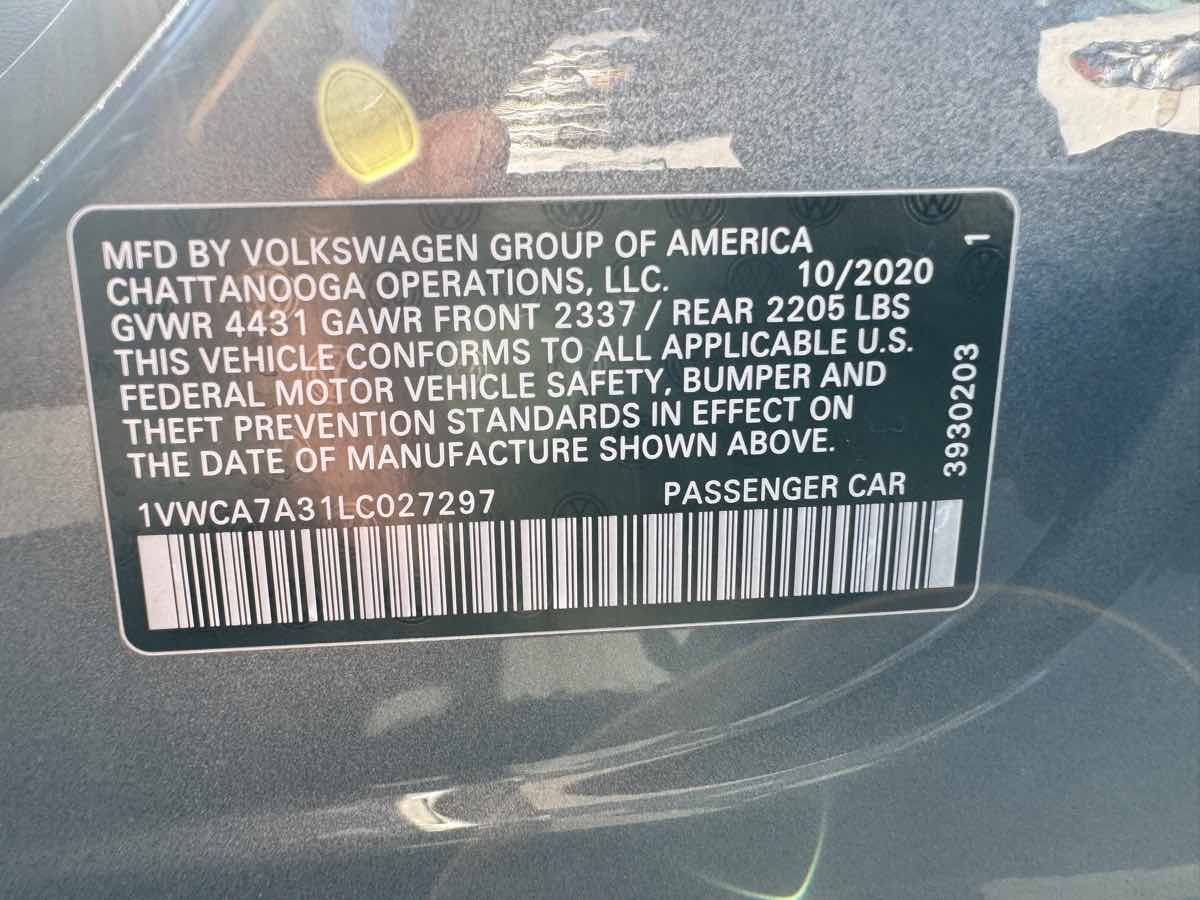 MFD BY VOLKSWAGEN GROUP OF AMERICA
CHATTANOOGA OPERATIONS, LLC. 10/2020
GVWR 4431 GAWR FRONT 2337 / REAR 2205 LBS
THIS VEHICLE CONFORMS TO ALL APPLICABLE U.S.
FEDERAL MOTOR VEHICLE SAFETY, BUMPER AND
THEFT PREVENTION STANDARDS IN EFFECT ON
THE DATE OF MANUFACTURE SHOWN ABOVE.
1VWCA7A31LC027297 PASSENGER CAR
3930203 1